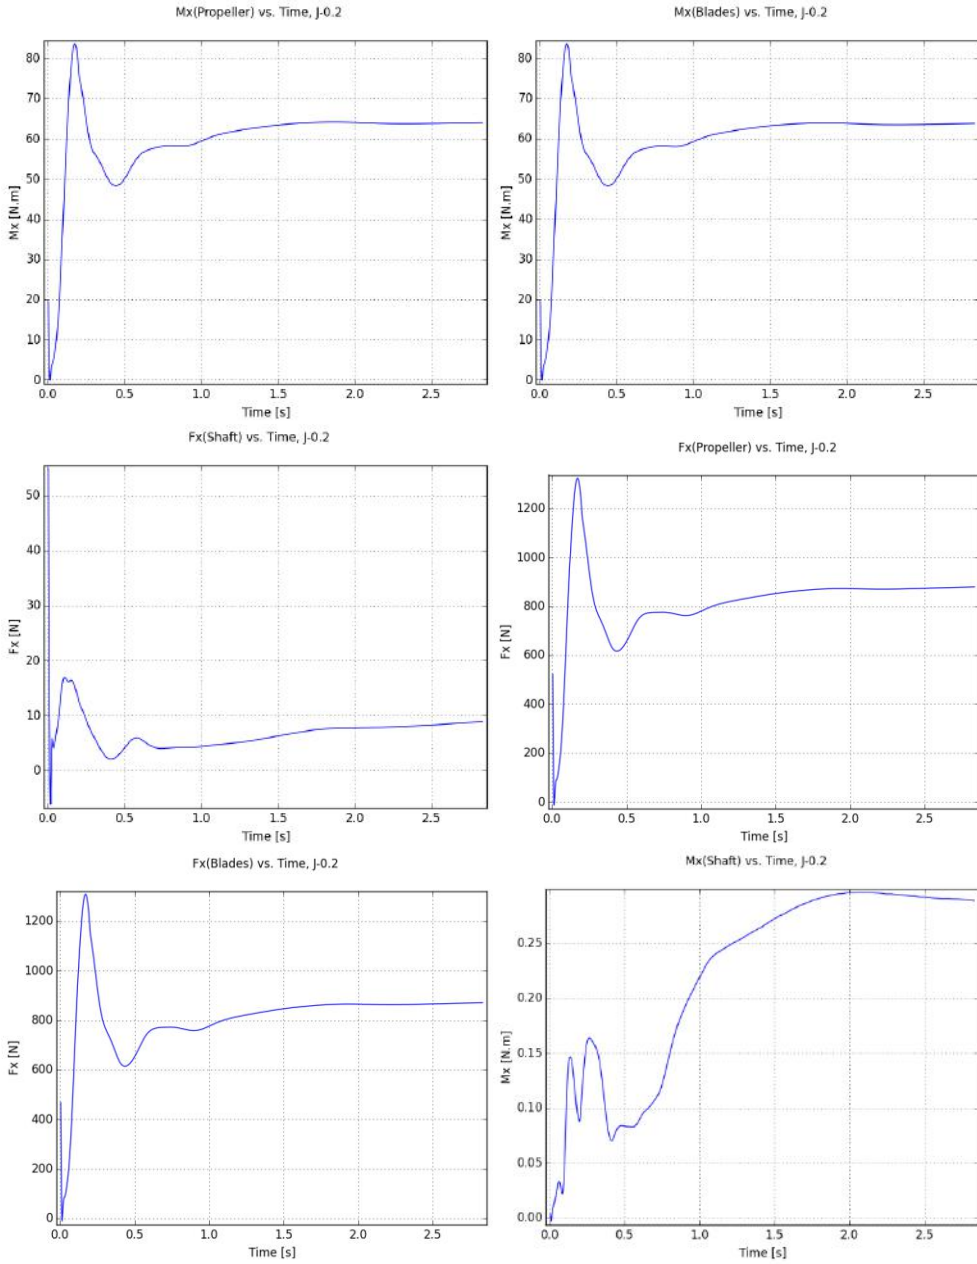 Mx(Propeller) vs. Time, J-0.2
80
70
60
50
40
30
20
10
0
Mx [N.m]
0.0 0.5 1.0 1.5 2.0 2.5
Time [s]
Mx(Blades) vs. Time, J-0.2
80
70
60
50
40
30
20
10
0
Mx [N.m]
0.0 0.5 1.0 1.5 2.0 2.5
Time [s]
Fx(Shaft) vs. Time, J-0.2
50
40
30
20
10
0
Fx [N]
0.0 0.5 1.0 1.5 2.0 2.5
Time [s]
Fx(Propeller) vs. Time, J-0.2
1200
1000
800
600
400
200
0
Fx [N]
0.0 0.5 1.0 1.5 2.0 2.5
Time [s]
Fx(Blades) vs. Time, J-0.2
1200
1000
800
600
400
200
0
Fx [N]
0.0 0.5 1.0 1.5 2.0 2.5
Time [s]
Mx(Shaft) vs. Time, J-0.2
0.25
0.20
0.15
0.10
0.05
0.00
Mx [N.m]
0.0 0.5 1.0 1.5 2.0 2.5
Time [s]